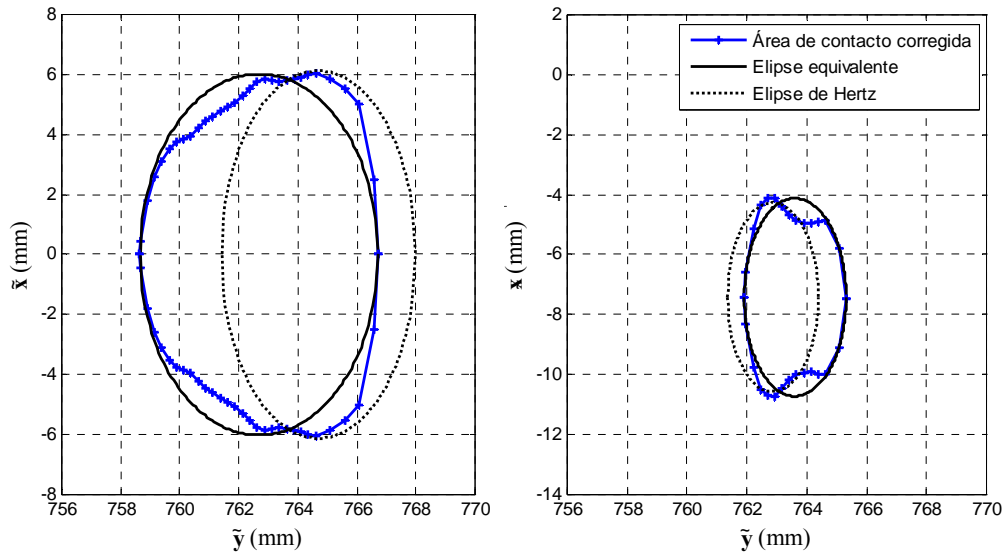 8
6
4
2
0
-2
-4
-6
-8
x̃ (mm)
756 758 760 762 764 766 768 770
ỹ (mm)
2
0
-2
-4
-6
-8
-10
-12
-14
x (mm)
756 758 760 762 764 766 768 770
ỹ (mm)
Área de contacto corregida
Elipse equivalente
Elipse de Hertz